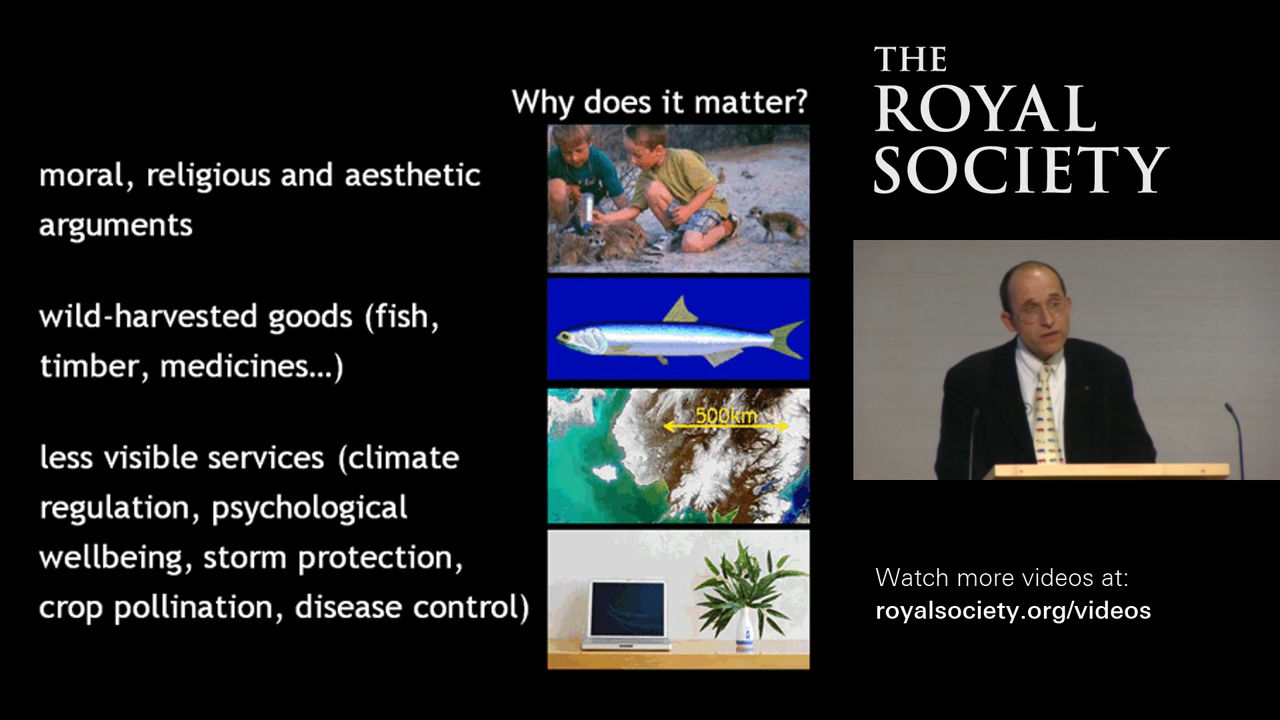 Why does it matter?
moral, religious and aesthetic
arguments
wild-harvested goods (fish,
timber, medicines...)
less visible services (climate
regulation, psychological
wellbeing, storm protection,
crop pollination, disease control)
500km
THE
ROYAL
SOCIETY
Watch more videos at:
royalsociety.org/videos